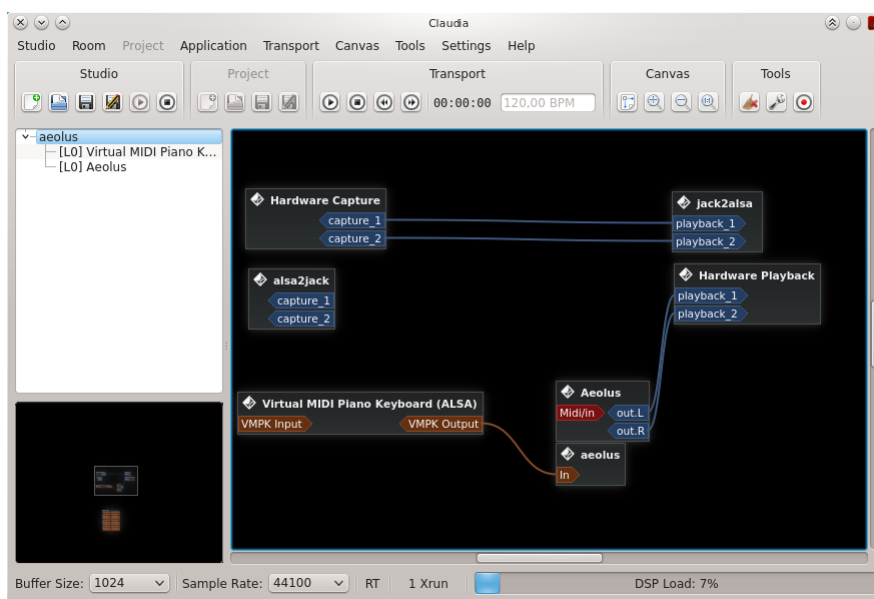 Claudia
Studio Room Project Application Transport Canvas Tools Settings Help
Studio Project Transport Canvas Tools
00:00:00 120,00 BPM
aeolus
[L0] Virtual MIDI Piano K...
[L0] Aeolus
Hardware Capture
capture_1
capture_2
jack2alsa
playback_1
playback_2
alsa2jack
capture_1
capture_2
Hardware Playback
playback_1
playback_2
Virtual MIDI Piano Keyboard (ALSA)
VMPK Input VMPK Output
Aeolus
Midi/in out.L
out.R
aeolus
In
Buffer Size: 1024 Sample Rate: 44100 RT 1 Xrun DSP Load: 7%